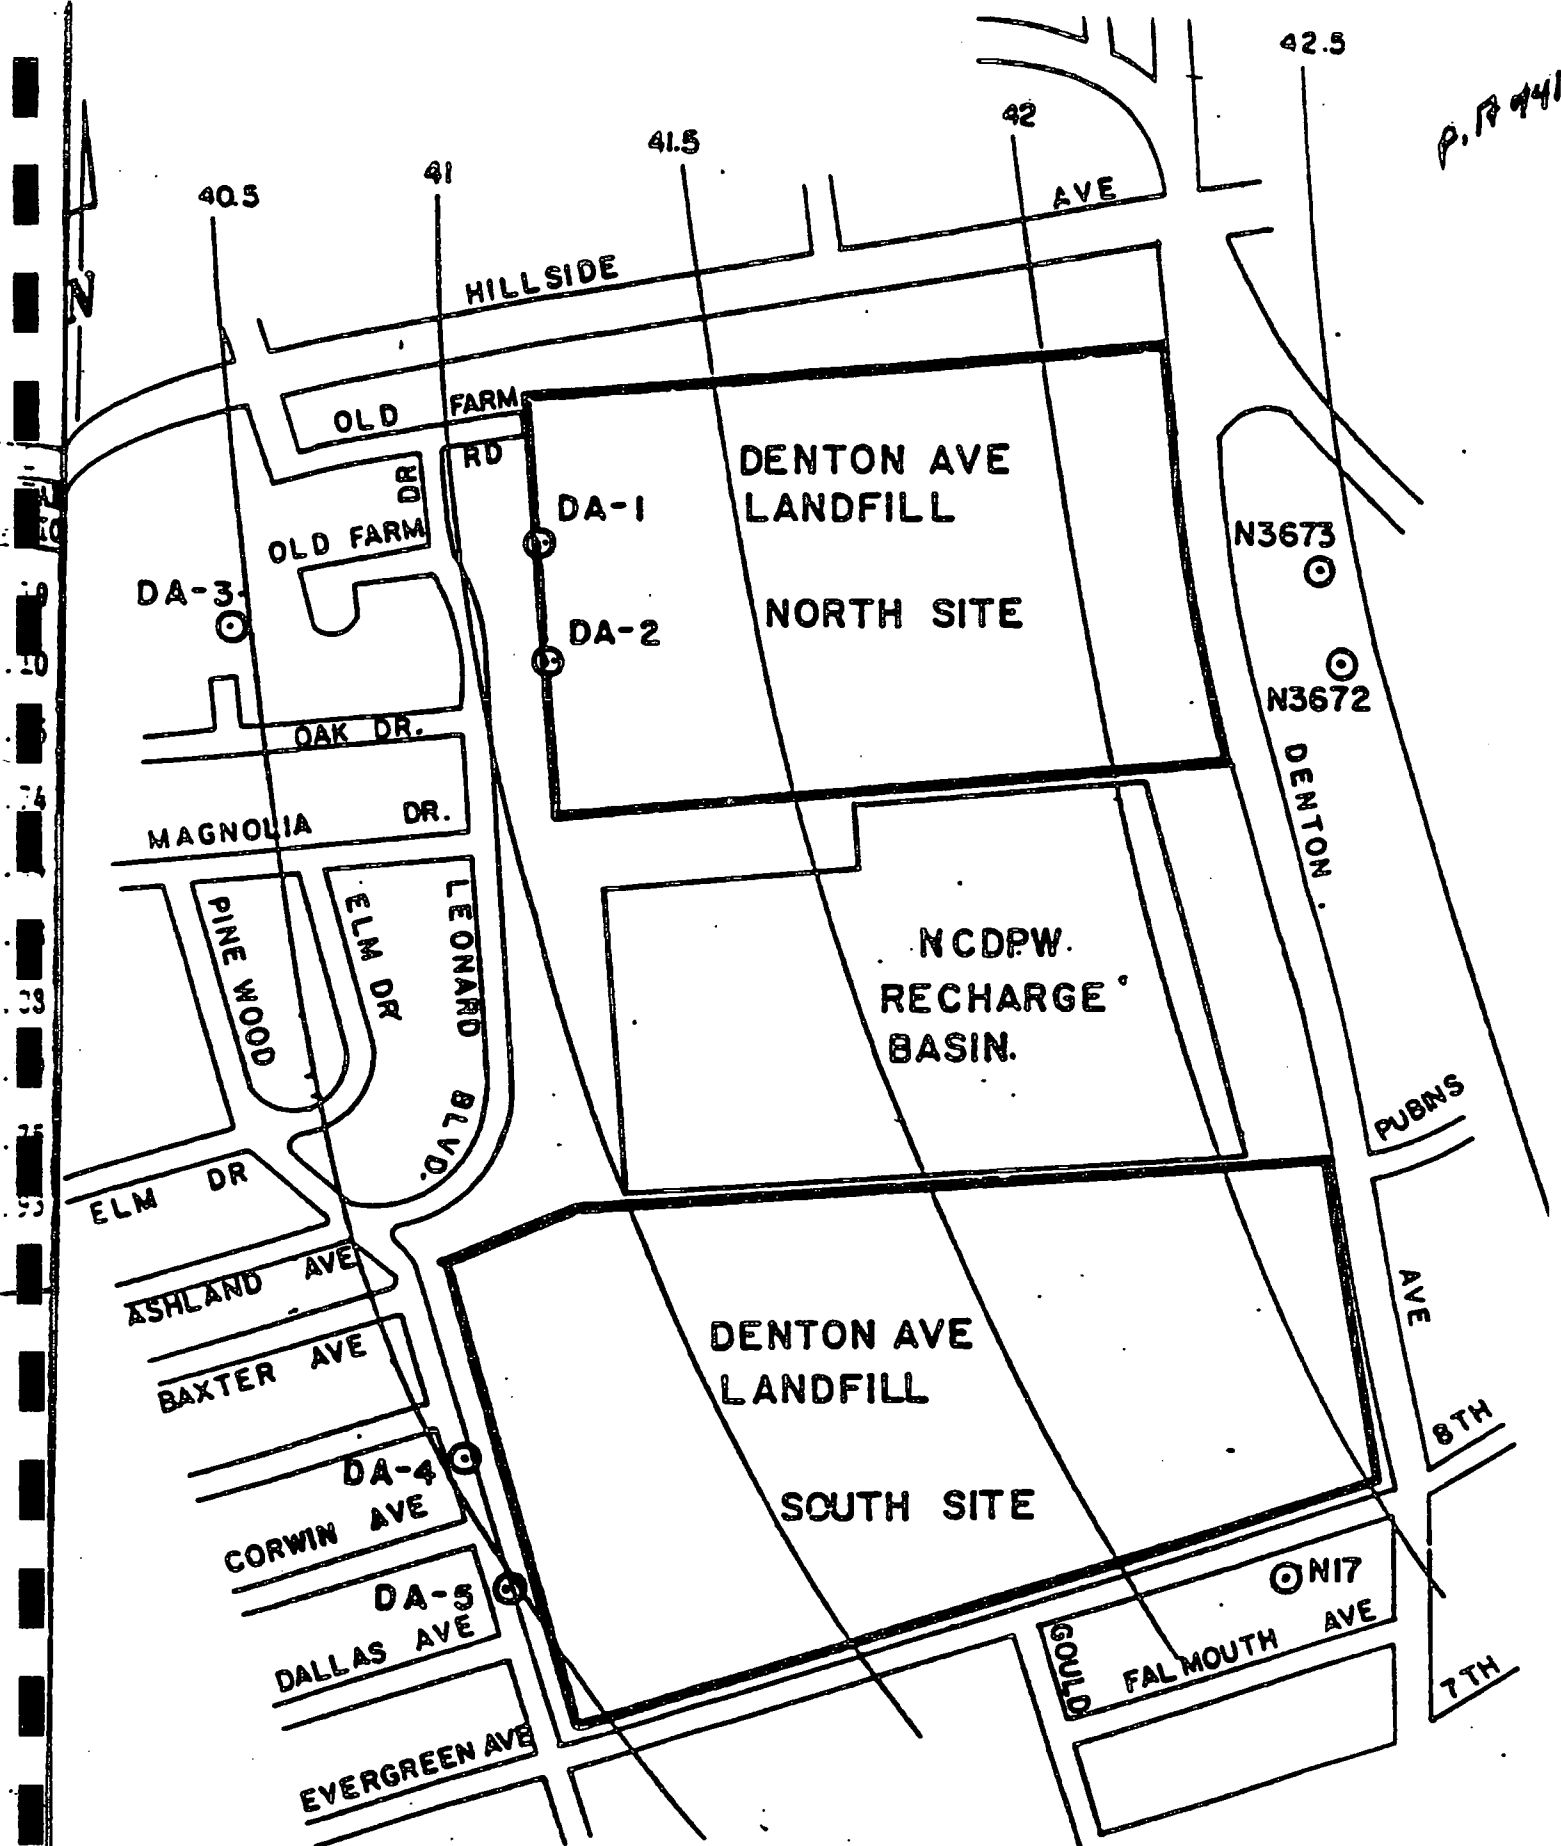 42.5
42
41.5
41
40.5
AVE
HILLSIDE
N
OLD FARM
RD
DR
OLD FARM
DENTON AVE
LANDFILL
NORTH SITE
DA-1
DA-2
DA-3
N3673
N3672
OAK DR.
MAGNOLIA DR.
DENTON
PINE WOOD
ELM DR
LEONARD
BLVD.
NCDPW
RECHARGE
BASIN.
ELM DR
PUBINS
ASHLAND AVE
BAXTER AVE
AVE
DENTON AVE
LANDFILL
SOUTH SITE
DA-4
CORWIN AVE
8TH
DA-5
N17
DALLAS AVE
GOULD
FALMOUTH AVE
7TH
EVERGREEN AVE